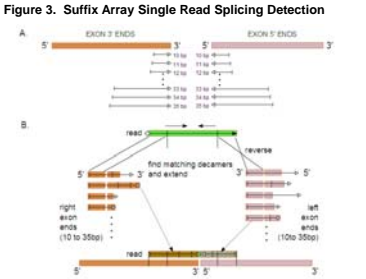 Figure 3. Suffix Array Single Read Splicing Detection
A.
EXON 3' ENDS EXON 5' ENDS
5' 3' 5' 3'
10 bp 10 bp
11 bp 11 bp
12 bp 12 bp
33 bp 33 bp
34 bp 34 bp
35 bp 35 bp
B.
read
reverse
find matching decamers
and extend
5' 3' 3' 5'
right
exon
ends
(10 to 35bp)
left
exon
ends
(10to 35bp)
read
5' 3' 5' 3'